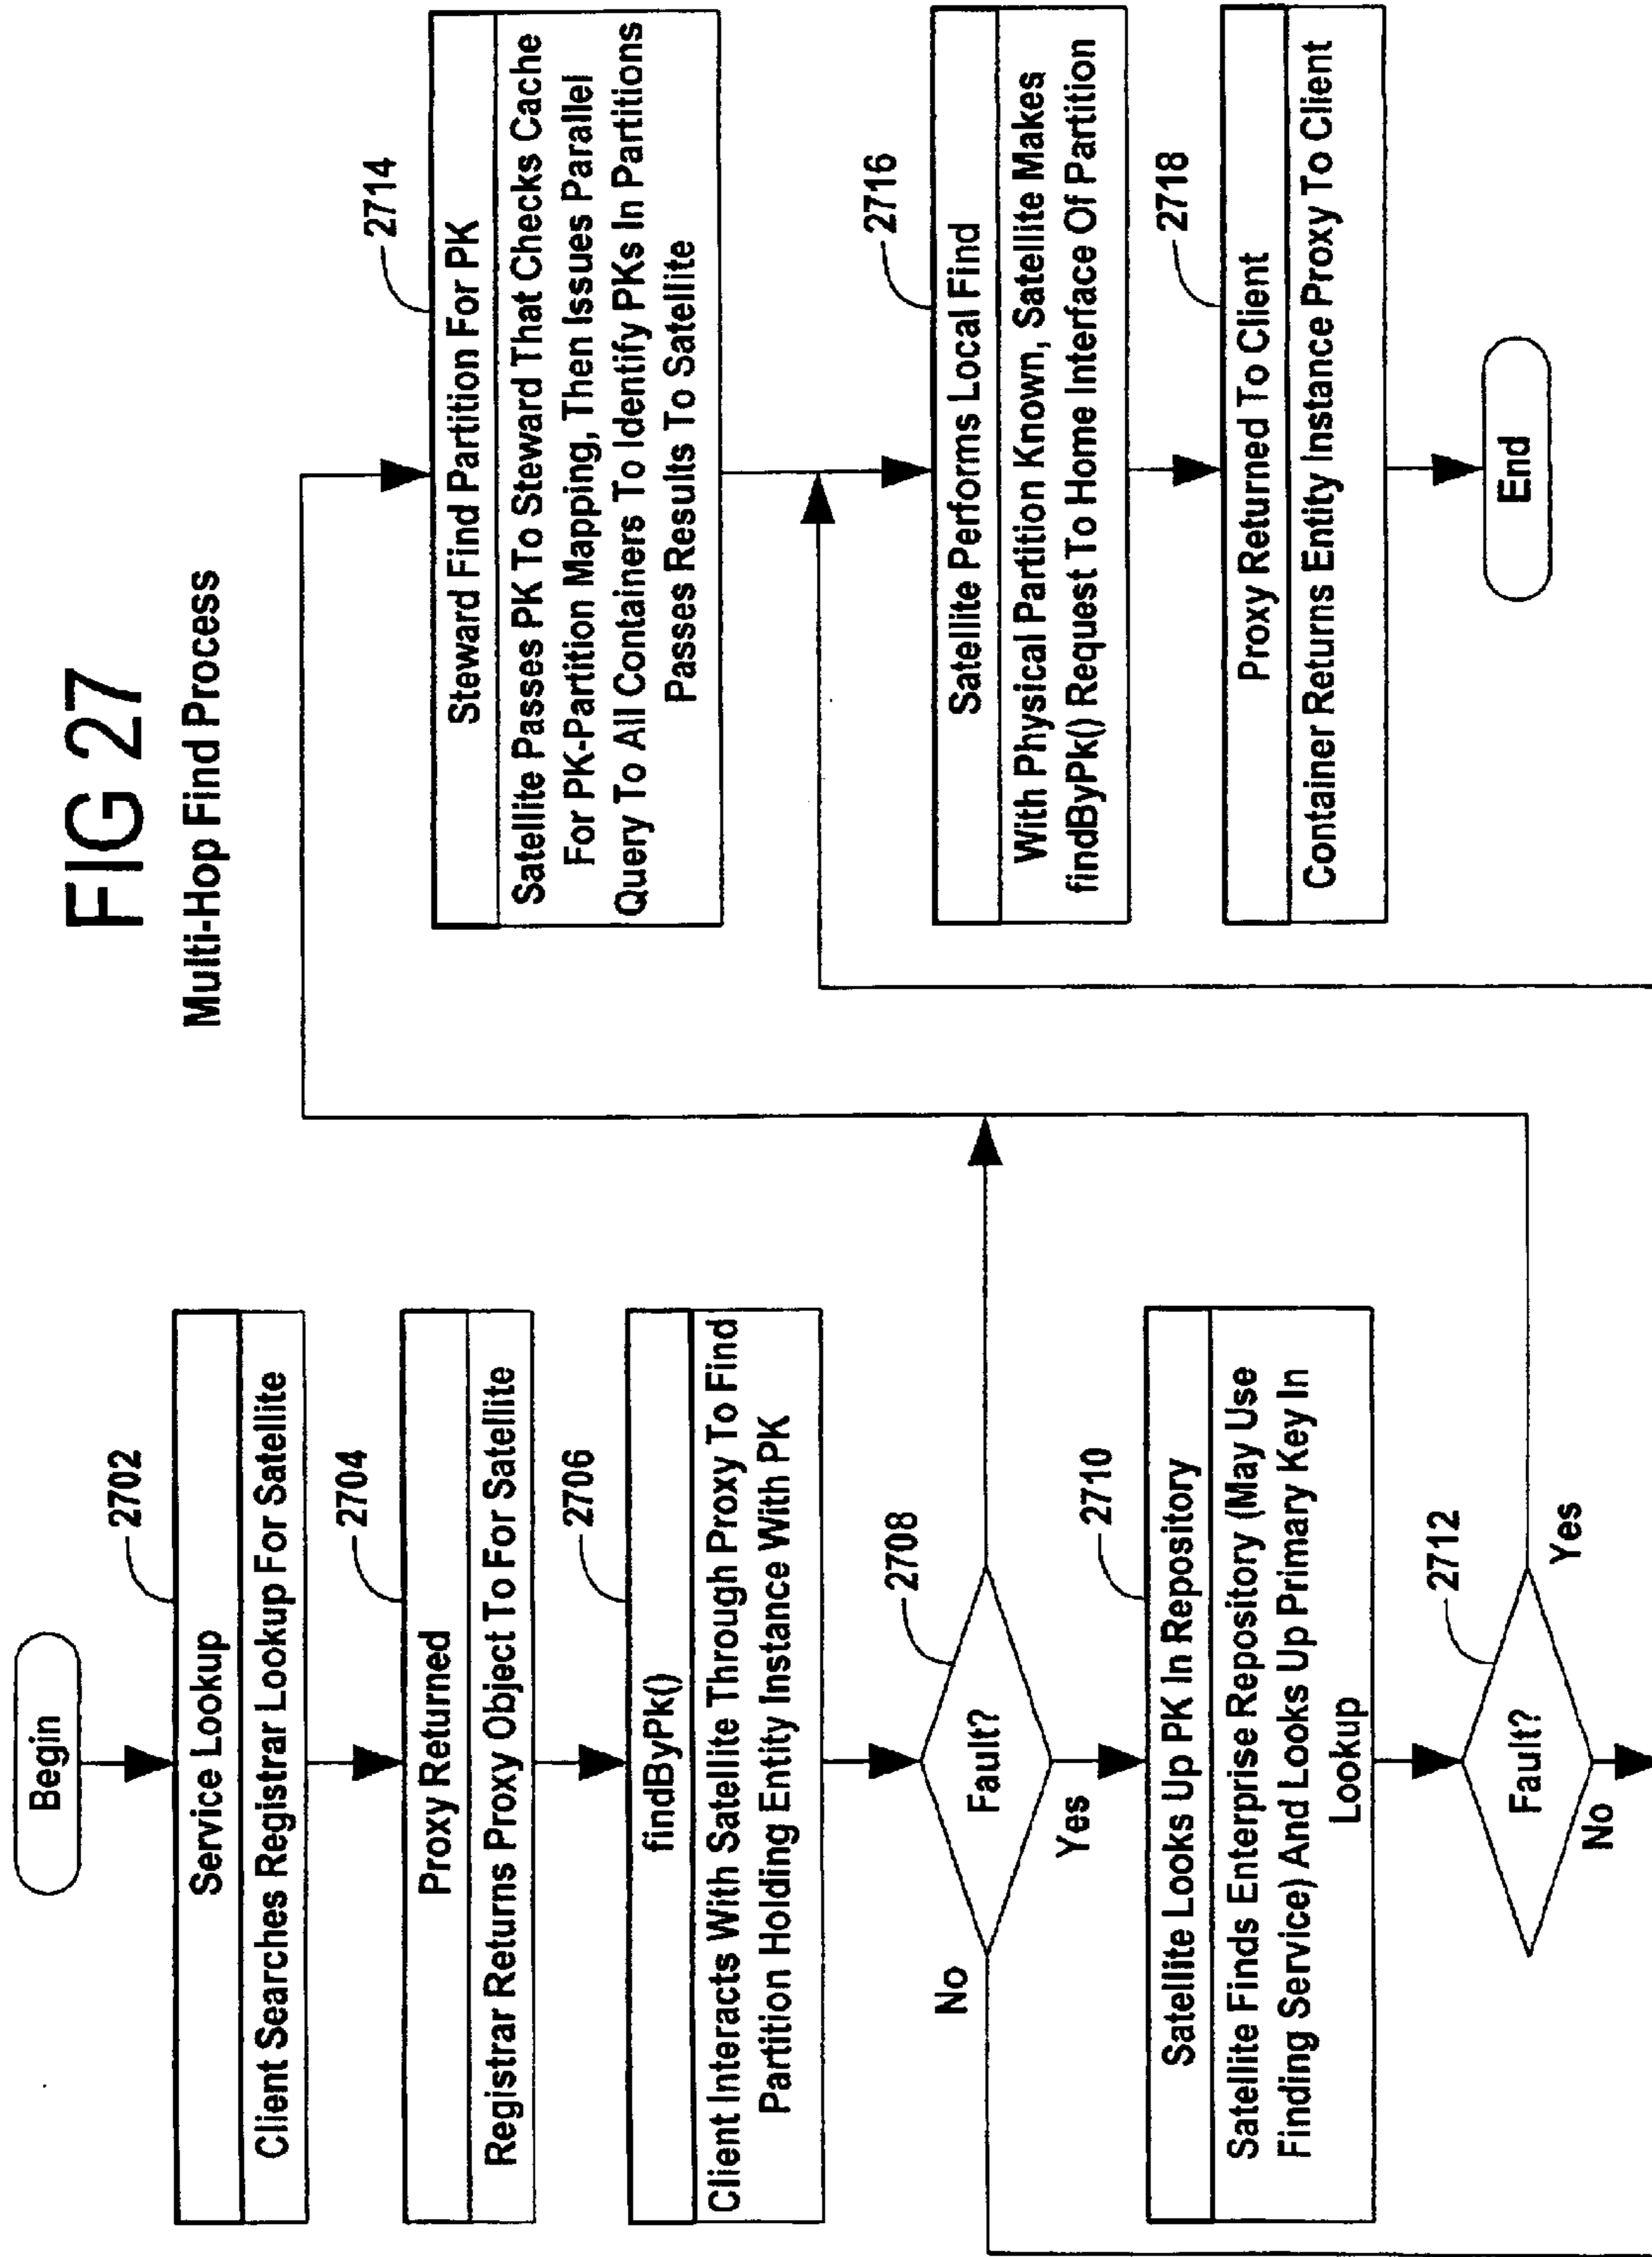 FIG 27
Multi-Hop Find Process
Begin
2702
Service Lookup
Client Searches Registrar Lookup For Satellite
2704
Proxy Returned
Registrar Returns Proxy Object To For Satellite
2706
findByPk()
Client Interacts With Satellite Through Proxy To Find
Partition Holding Entity Instance With PK
2708
Fault?
No
Yes
2710
Satellite Looks Up PK In Repository
Satellite Finds Enterprise Repository (May Use
Finding Service) And Looks Up Primary Key In
Lookup
2712
Fault?
No
Yes
2714
Steward Find Partition For PK
Satellite Passes PK To Steward That Checks Cache
For PK-Partition Mapping, Then Issues Parallel
Query To All Containers To Identify PKs In Partitions
Passes Results To Satellite
2716
Satellite Performs Local Find
With Physical Partition Known, Satellite Makes
findByPk() Request To Home Interface Of Partition
2718
Proxy Returned To Client
Container Returns Entity Instance Proxy To Client
End